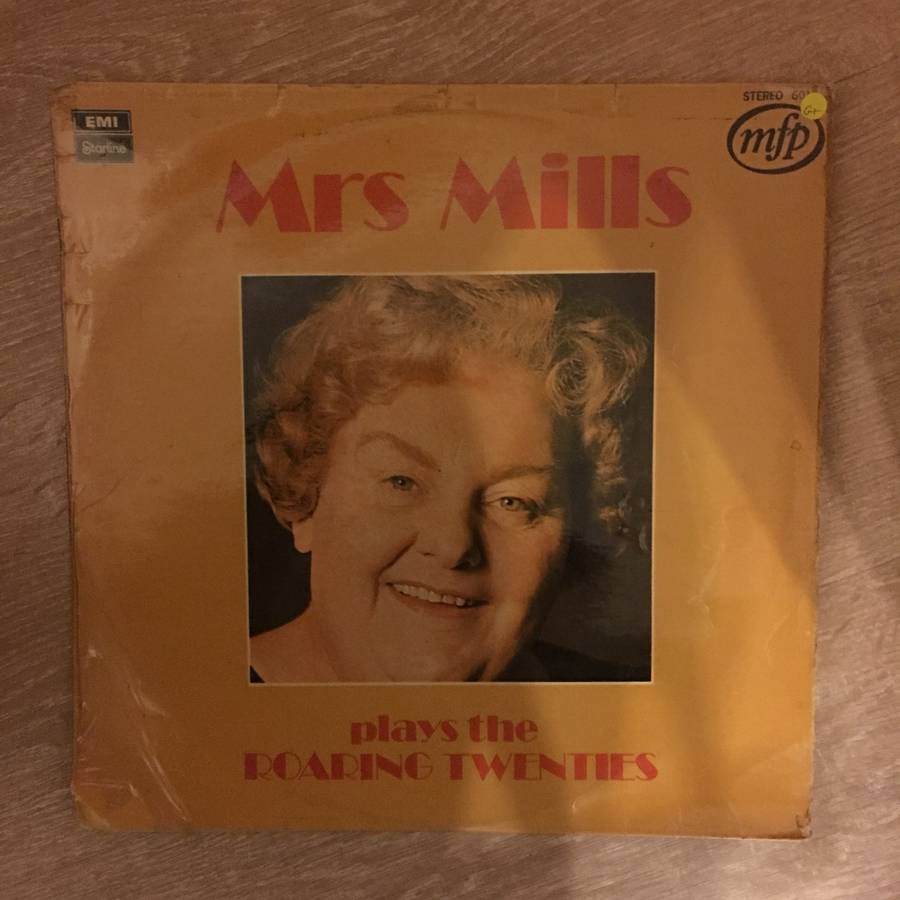 EMI
Starline
STEREO
G+
mfp
Mrs Mills
plays the
ROARING TWENTIES